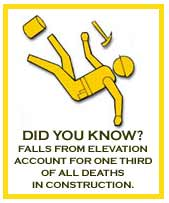 DID YOU KNOW?
FALLS FROM ELEVATION
ACCOUNT FOR ONE THIRD
OF ALL DEATHS
IN CONSTRUCTION.